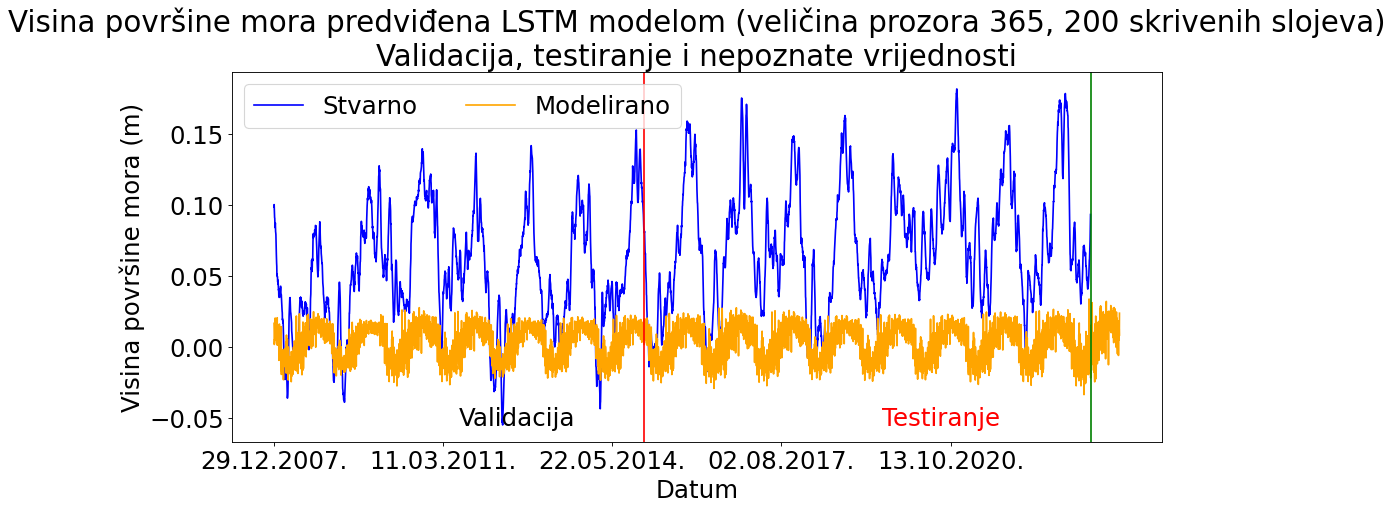 Visina površine mora predviđena LSTM modelom (veličina prozora 365, 200 skrivenih slojeva)
Validacija, testiranje i nepoznate vrijednosti
Stvarno
Modelirano
Visina površine mora (m)
0.15
0.10
0.05
0.00
−0.05
Validacija
Testiranje
29.12.2007.
11.03.2011.
22.05.2014.
02.08.2017.
13.10.2020.
Datum